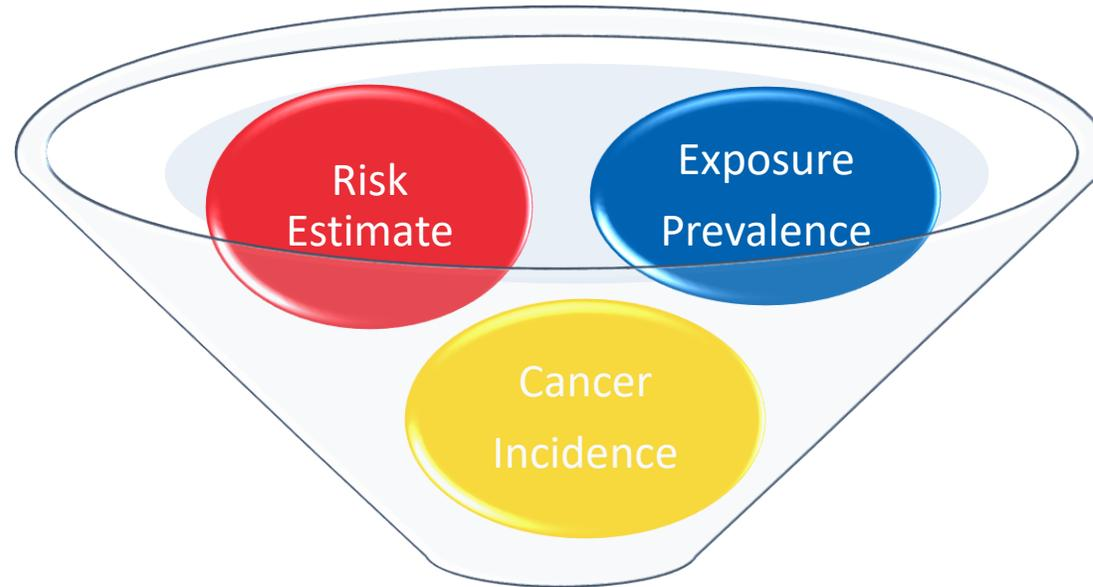 Risk
Estimate
Exposure
Prevalence
Cancer
Incidence